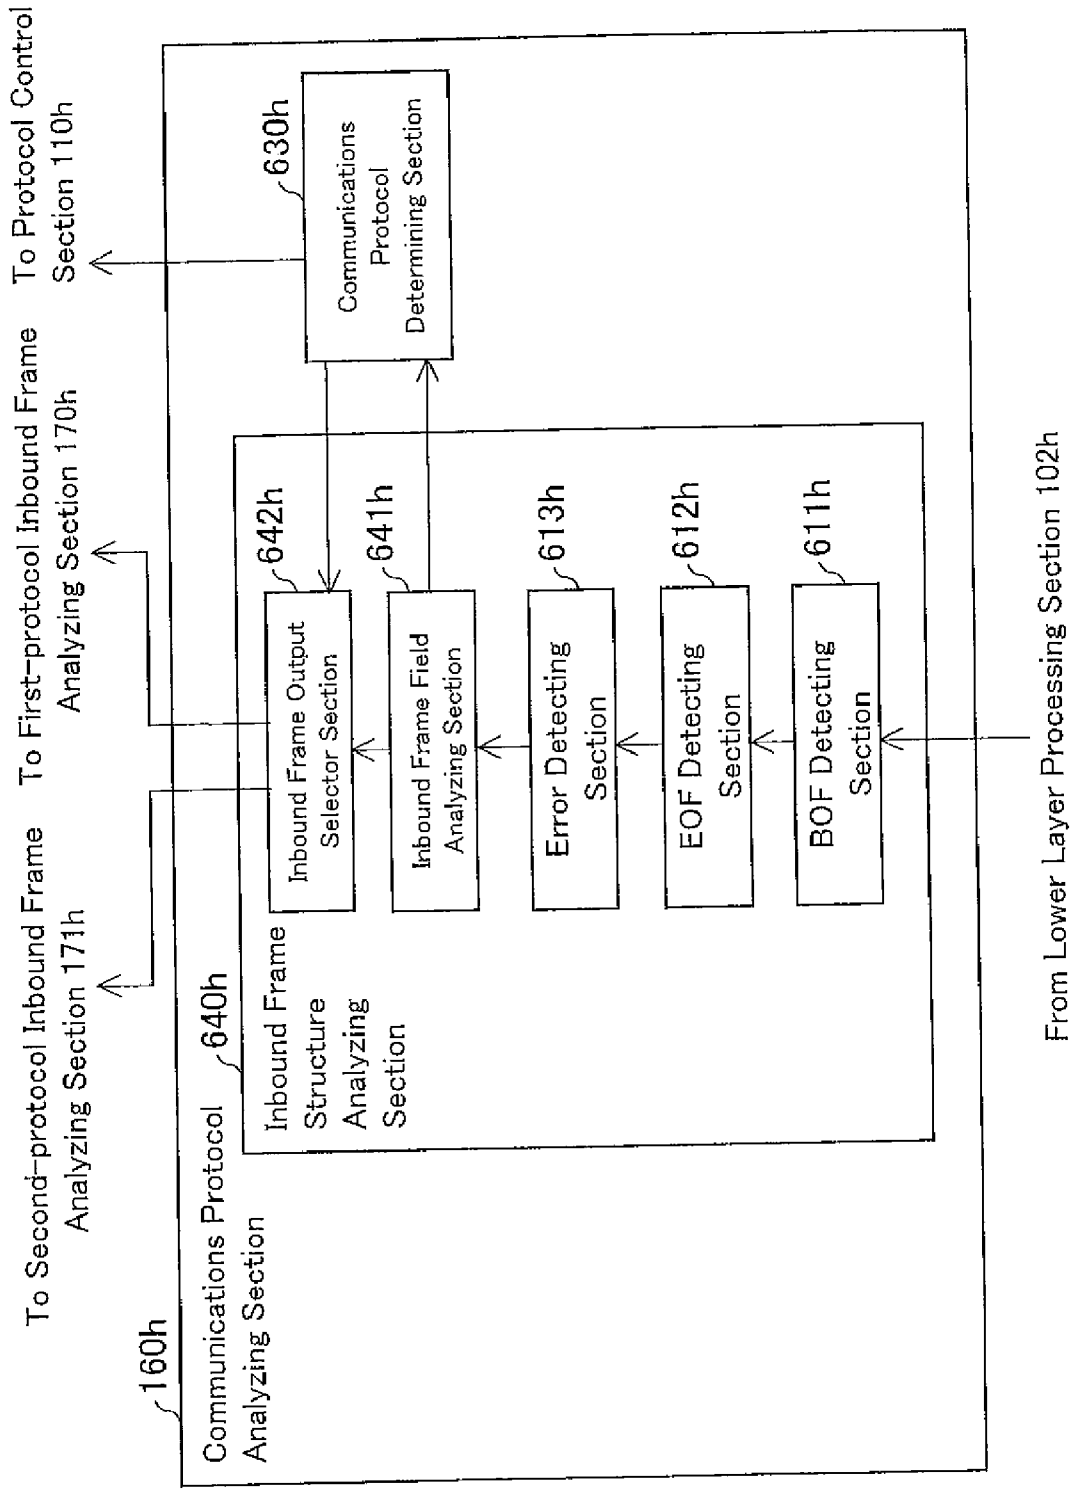 To Second-protocol Inbound Frame
Analyzing Section 171h
To First-protocol Inbound Frame
Analyzing Section 170h
To Protocol Control
Section 110h
160h
Communications Protocol
Analyzing Section
640h
Inbound Frame
Structure
Analyzing
Section
Inbound Frame Output
Selector Section
642h
Inbound Frame Field
Analyzing Section
641h
Error Detecting
Section
613h
EOF Detecting
Section
612h
BOF Detecting
Section
611h
630h
Communications
Protocol
Determining Section
From Lower Layer Processing Section 102h